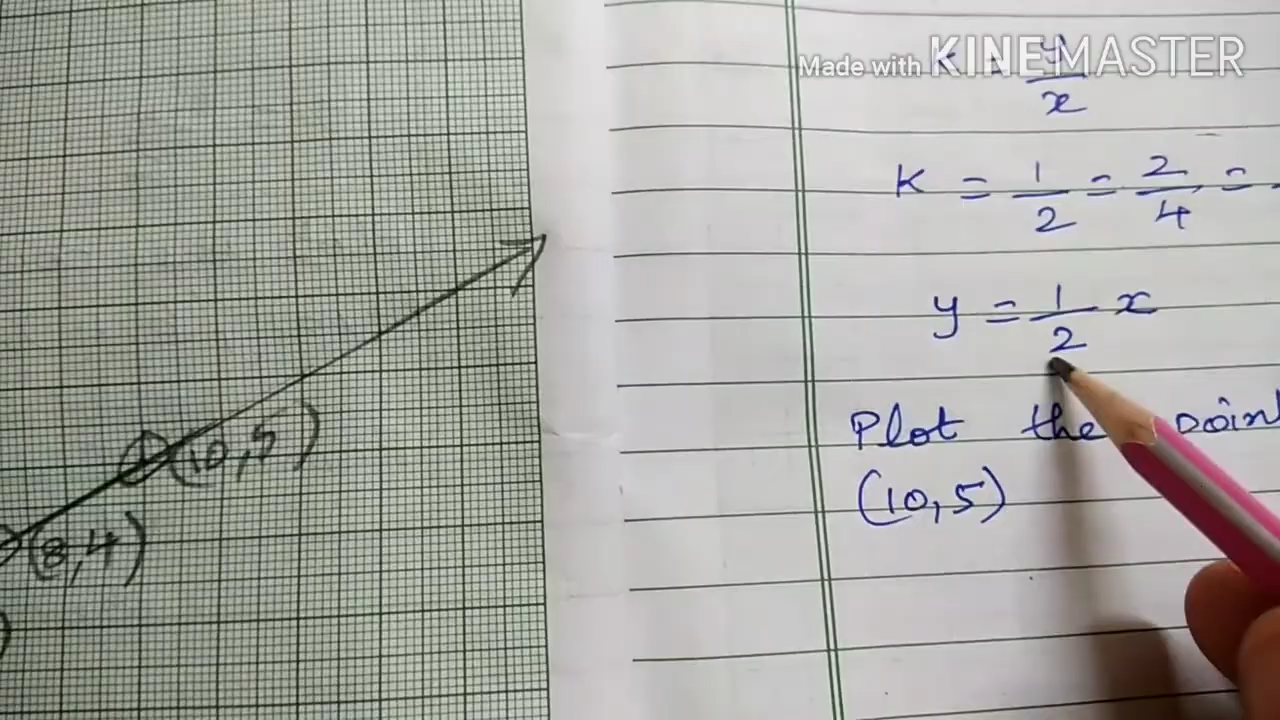 Made with KINEMASTER
K = y/x
K = 1/2 = 2/4 =
y = 1/2 x
Plot the
(10,5)
(10,5)
(8,4)